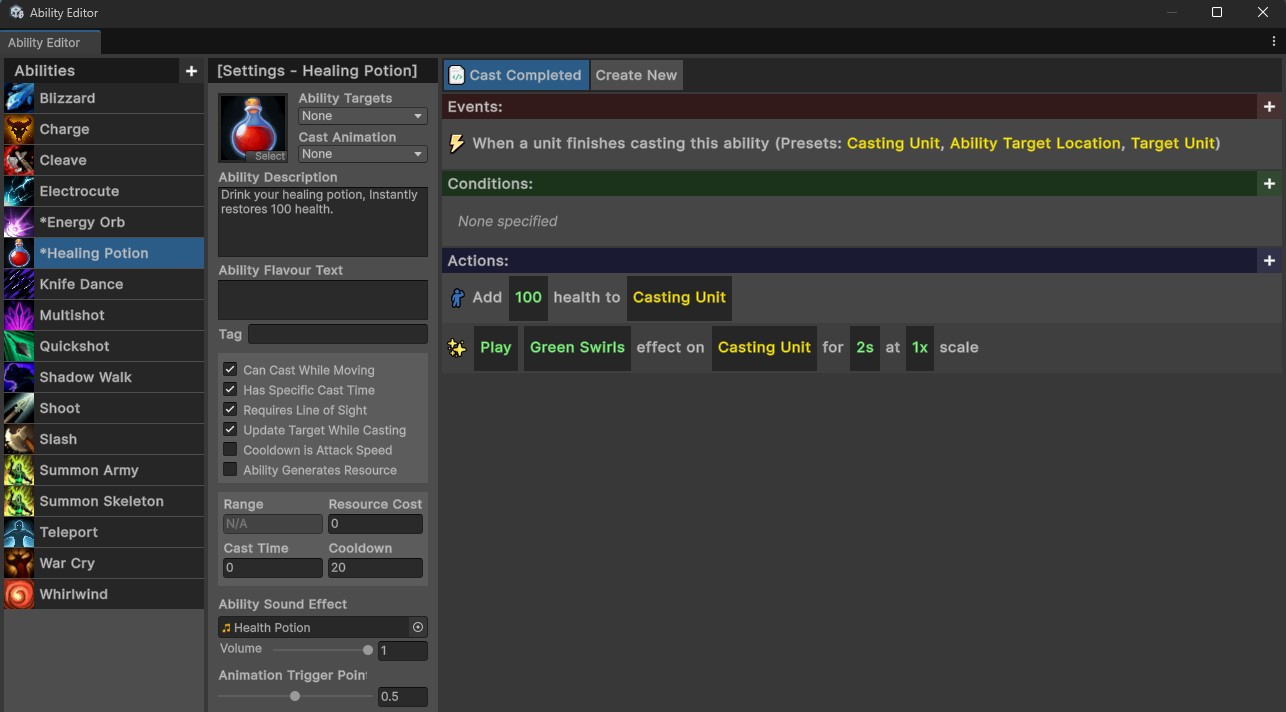 Ability Editor
Ability Editor
Abilities +
Blizzard
Charge
Cleave
Electrocute
*Energy Orb
*Healing Potion
Knife Dance
Multishot
Quickshot
Shadow Walk
Shoot
Slash
Summon Army
Summon Skeleton
Teleport
War Cry
Whirlwind
[Settings - Healing Potion]
Select
Ability Targets
None
Cast Animation
None
Ability Description
Drink your healing potion, Instantly
restores 100 health.
Ability Flavour Text
Tag
Can Cast While Moving
Has Specific Cast Time
Requires Line of Sight
Update Target While Casting
Cooldown is Attack Speed
Ability Generates Resource
Range Resource Cost
N/A 0
Cast Time Cooldown
0 20
Ability Sound Effect
Health Potion
Volume 1
Animation Trigger Poin
0.5
Cast Completed Create New
Events: +
When a unit finishes casting this ability (Presets: Casting Unit, Ability Target Location, Target Unit)
Conditions: +
None specified
Actions: +
Add 100 health to Casting Unit
Play Green Swirls effect on Casting Unit for 2s at 1x scale